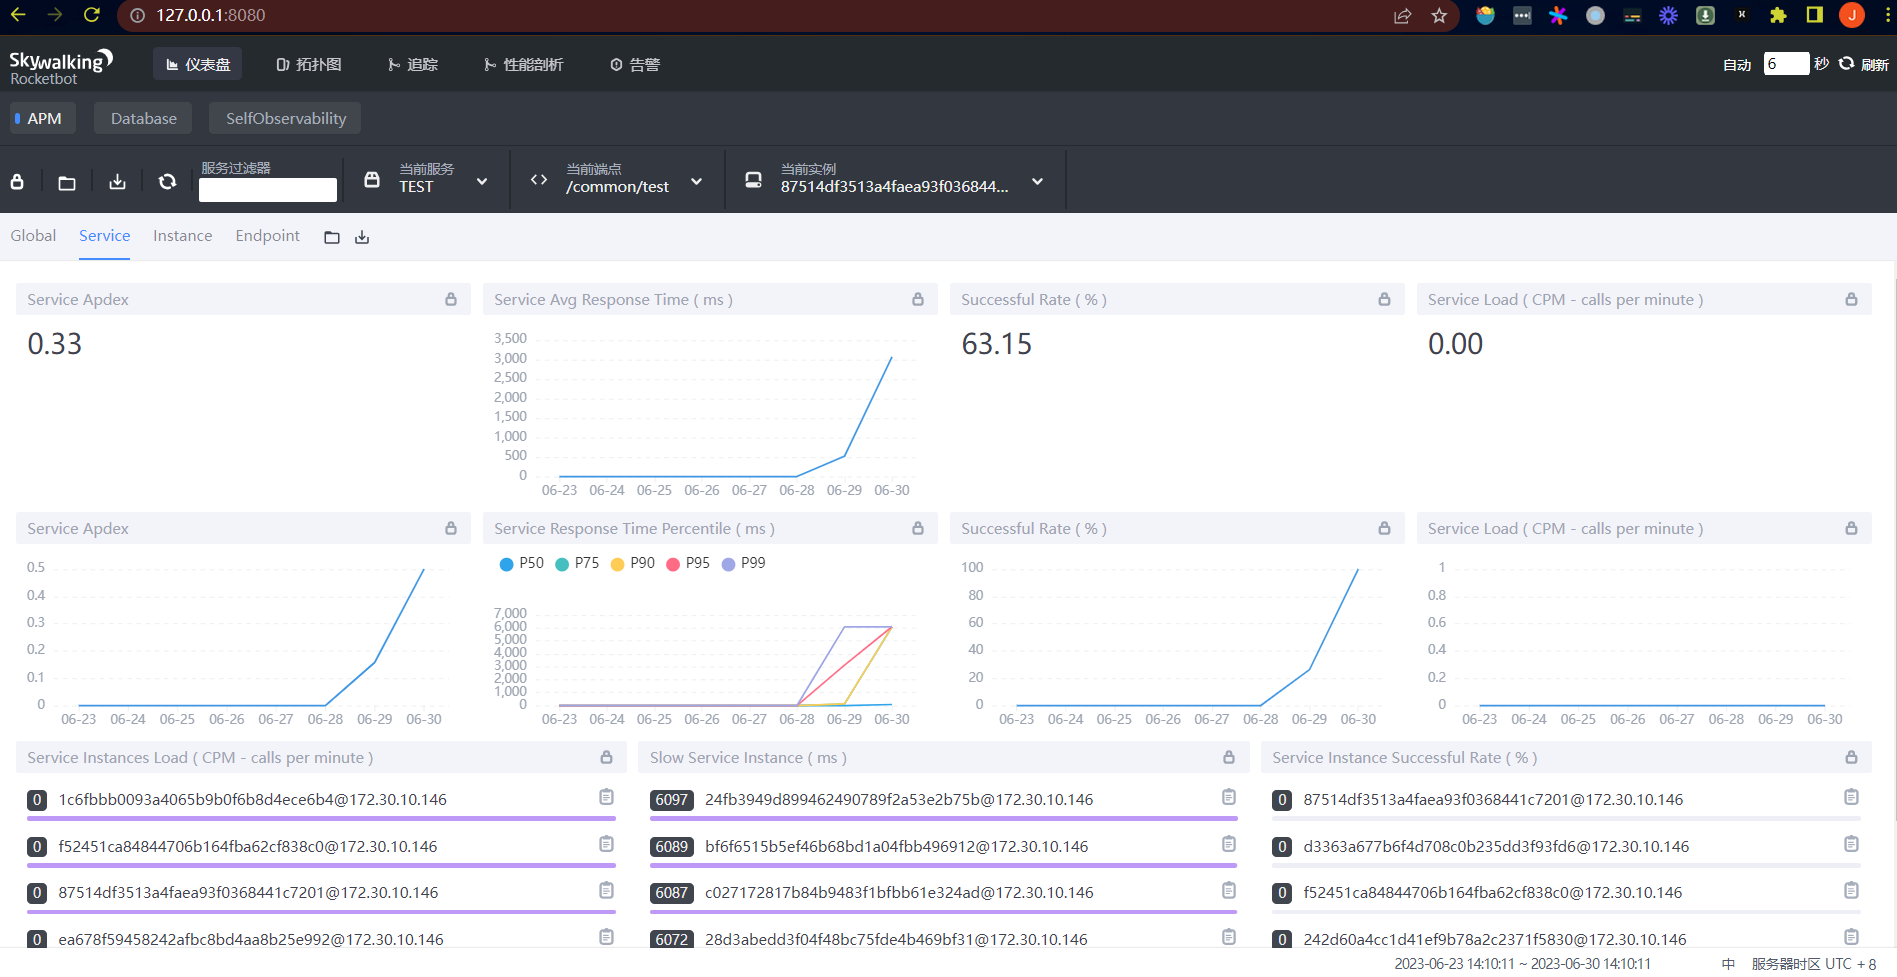 127.0.0.1:8080
J
Skywalking
Rocketbot
仪表盘
拓扑图
追踪
性能剖析
告警
自动 6 秒 刷新
APM
Database
SelfObservability
服务过滤器
当前服务
TEST
当前端点
/common/test
当前实例
87514df3513a4faea93f036844...
Global
Service
Instance
Endpoint
Service Apdex
0.33
Service Avg Response Time ( ms )
3,500
3,000
2,500
2,000
1,500
1,000
500
0
06-23 06-24 06-25 06-26 06-27 06-28 06-29 06-30
Successful Rate ( % )
63.15
Service Load ( CPM - calls per minute )
0.00
Service Apdex
0.5
0.4
0.3
0.2
0.1
0
06-23 06-24 06-25 06-26 06-27 06-28 06-29 06-30
Service Response Time Percentile ( ms )
P50 P75 P90 P95 P99
7,000
6,000
5,000
4,000
3,000
2,000
1,000
0
06-23 06-24 06-25 06-26 06-27 06-28 06-29 06-30
Successful Rate ( % )
100
80
60
40
20
0
06-23 06-24 06-25 06-26 06-27 06-28 06-29 06-30
Service Load ( CPM - calls per minute )
1
0.8
0.6
0.4
0.2
0
06-23 06-24 06-25 06-26 06-27 06-28 06-29 06-30
Service Instances Load ( CPM - calls per minute )
0 1c6fbbb0093a4065b9b0f6b8d4ece6b4@172.30.10.146
0 f52451ca84844706b164fba62cf838c0@172.30.10.146
0 87514df3513a4faea93f0368441c7201@172.30.10.146
0 ea678f59458242afbc8bd4aa8b25e992@172.30.10.146
Slow Service Instance ( ms )
6097 24fb3949d899462490789f2a53e2b75b@172.30.10.146
6089 bf6f6515b5ef46b68bd1a04fbb496912@172.30.10.146
6087 c027172817b84b9483f1bfbb61e324ad@172.30.10.146
6072 28d3abedd3f04f48bc75fde4b469bf31@172.30.10.146
Service Instance Successful Rate ( % )
0 87514df3513a4faea93f0368441c7201@172.30.10.146
0 d3363a677b6f4d708c0b235dd3f93fd6@172.30.10.146
0 f52451ca84844706b164fba62cf838c0@172.30.10.146
0 242d60a4cc1d41ef9b78a2c2371f5830@172.30.10.146
2023-06-23 14:10:11 ~ 2023-06-30 14:10:11
中
服务器时区 UTC + 8